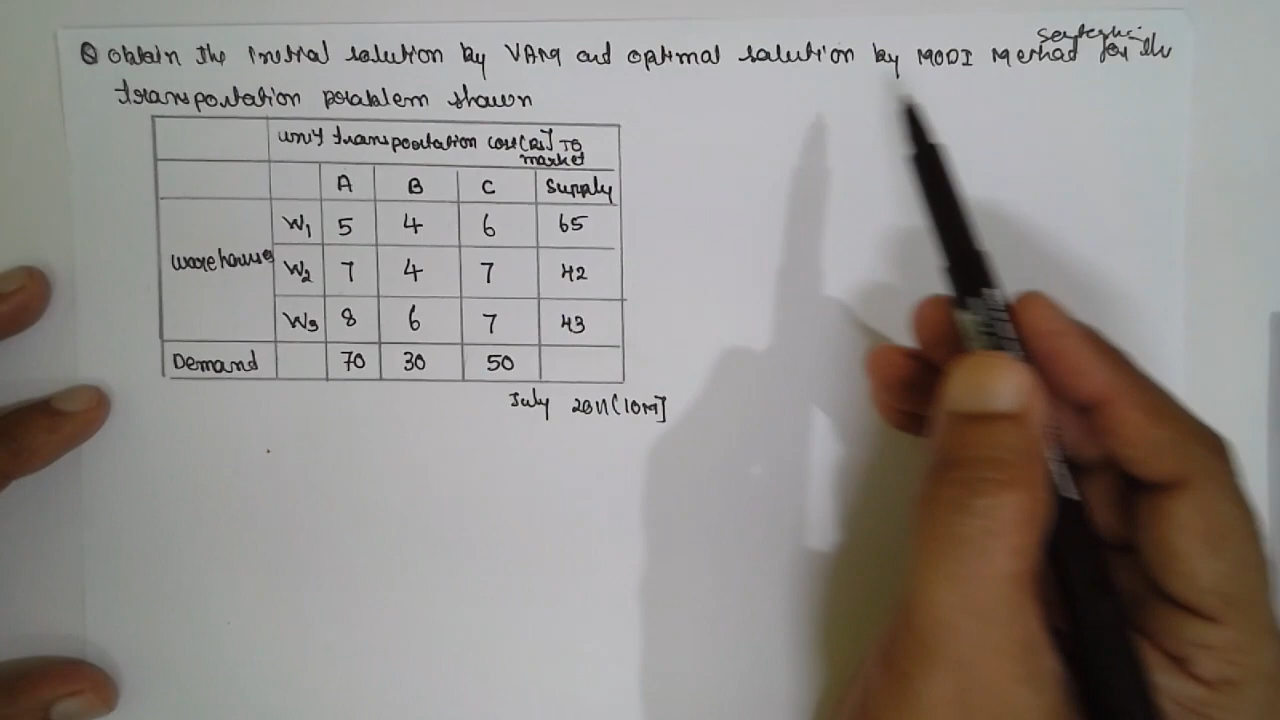 Q obtain the initial solution by VAM and optimal solution by MODI Method for the
transportation problem shown
unit transportation cost(Rs) TO
market
A B C Supply
W1 5 4 6 65
warehouse W2 7 4 7 42
W3 8 6 7 43
Demand 70 30 50
July 2011 [10M]